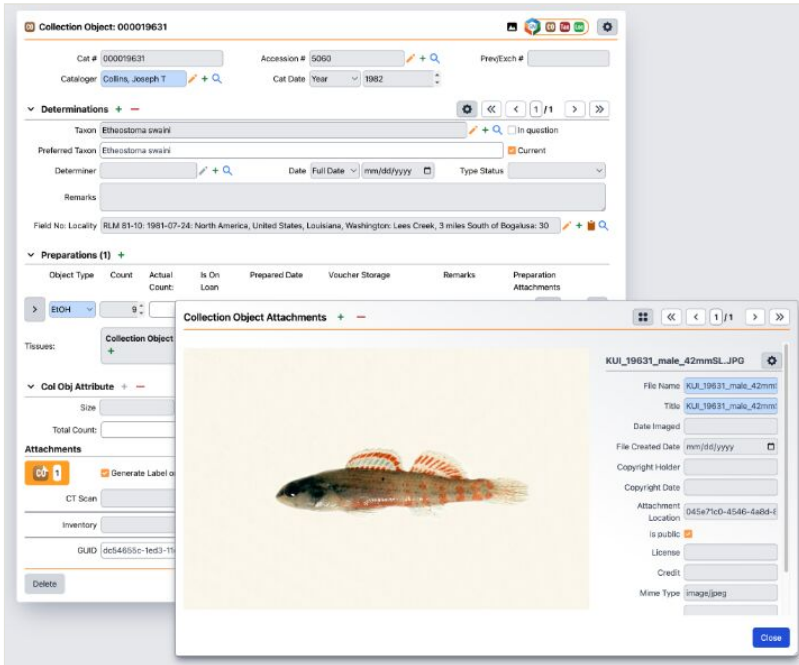 Collection Object: 000019631
CO Tax Loc
Cat # 000019631 Accession # 5060 Prev/Exch #
Cataloger Collins, Joseph T Cat Date Year 1982
Determinations 1 / 1
Taxon Etheostoma swaini In question
Preferred Taxon Etheostoma swaini Current
Determiner Date Full Date mm/dd/yyyy Type Status
Remarks
Field No: Locality RLM 81-10: 1981-07-24: North America, United States, Louisiana, Washington: Lees Creek, 3 miles South of Bogalusa: 30
Preparations (1)
Object Type Count Actual Count: Is On Loan Prepared Date Voucher Storage Remarks Preparation Attachments
EtOH 9
Tissues: Collection Object
Col Obj Attribute
Size
Total Count:
Attachments
CO 1 Generate Label o
CT Scan
Inventory
GUID dc54655c-1ed3-11
Delete
Collection Object Attachments 1 / 1
KUI_19631_male_42mmSL.JPG
File Name KUI_19631_male_42mm
Title KUI_19631_male_42mm
Date Imaged
File Created Date mm/dd/yyyy
Copyright Holder
Copyright Date
Attachment Location 045e71c0-4546-4a8d-
is public
License
Credit
Mime Type image/jpeg
Close